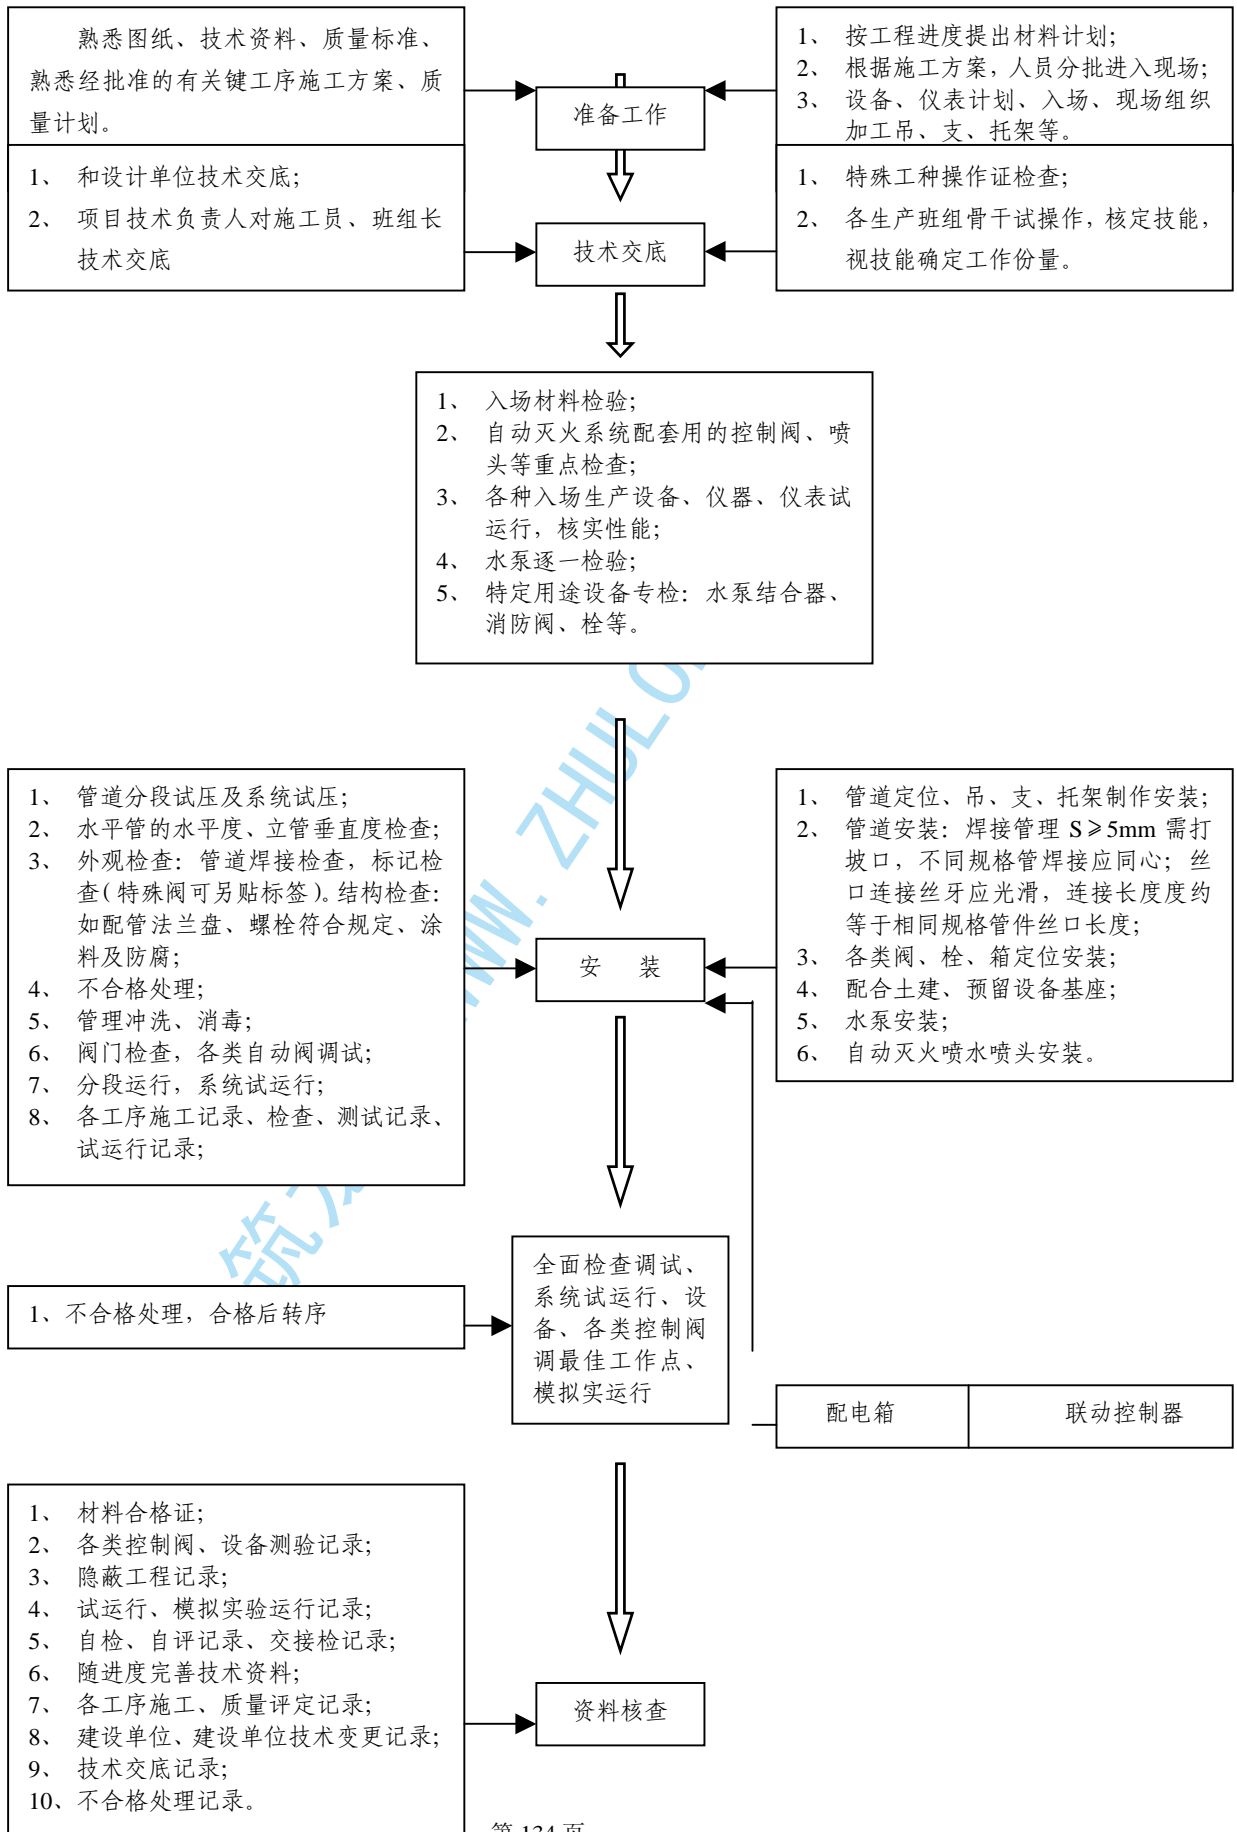 熟悉图纸、技术资料、质量标准、
熟悉经批准的有关键工序施工方案、质
量计划。
准备工作
1、 按工程进度提出材料计划；
2、 根据施工方案，人员分批进入现场；
3、 设备、仪表计划、入场、现场组织
加工吊、支、托架等。
1、 和设计单位技术交底；
2、 项目技术负责人对施工员、班组长
技术交底
技术交底
1、 特殊工种操作证检查；
2、 各生产班组骨干试操作，核定技能，
视技能确定工作份量。
1、 入场材料检验；
2、 自动灭火系统配套用的控制阀、喷
头等重点检查；
3、 各种入场生产设备、仪器、仪表试
运行，核实性能；
4、 水泵逐一检验；
5、 特定用途设备专检：水泵结合器、
消防阀、栓等。
1、 管道分段试压及系统试压；
2、 水平管的水平度、立管垂直度检查；
3、 外观检查：管道焊接检查，标记检
查（特殊阀可另贴标签）。结构检查：
如配管法兰盘、螺栓符合规定、涂
料及防腐；
4、 不合格处理；
5、 管理冲洗、消毒；
6、 阀门检查，各类自动阀调试；
7、 分段运行，系统试运行；
8、 各工序施工记录、检查、测试记录、
试运行记录；
安 装
1、 管道定位、吊、支、托架制作安装；
2、 管道安装：焊接管理 S≥5mm 需打
坡口，不同规格管焊接应同心；丝
口连接丝牙应光滑，连接长度度约
等于相同规格管件丝口长度；
3、 各类阀、栓、箱定位安装；
4、 配合土建、预留设备基座；
5、 水泵安装；
6、 自动灭火喷水喷头安装。
1、不合格处理，合格后转序
全面检查调试、
系统试运行、设
备、各类控制阀
调最佳工作点、
模拟实运行
配电箱 联动控制器
1、 材料合格证；
2、 各类控制阀、设备测验记录；
3、 隐蔽工程记录；
4、 试运行、模拟实验运行记录；
5、 自检、自评记录、交接检记录；
6、 随进度完善技术资料；
7、 各工序施工、质量评定记录；
8、 建设单位、建设单位技术变更记录；
9、 技术交底记录；
10、不合格处理记录。
资料核查
第 134 页